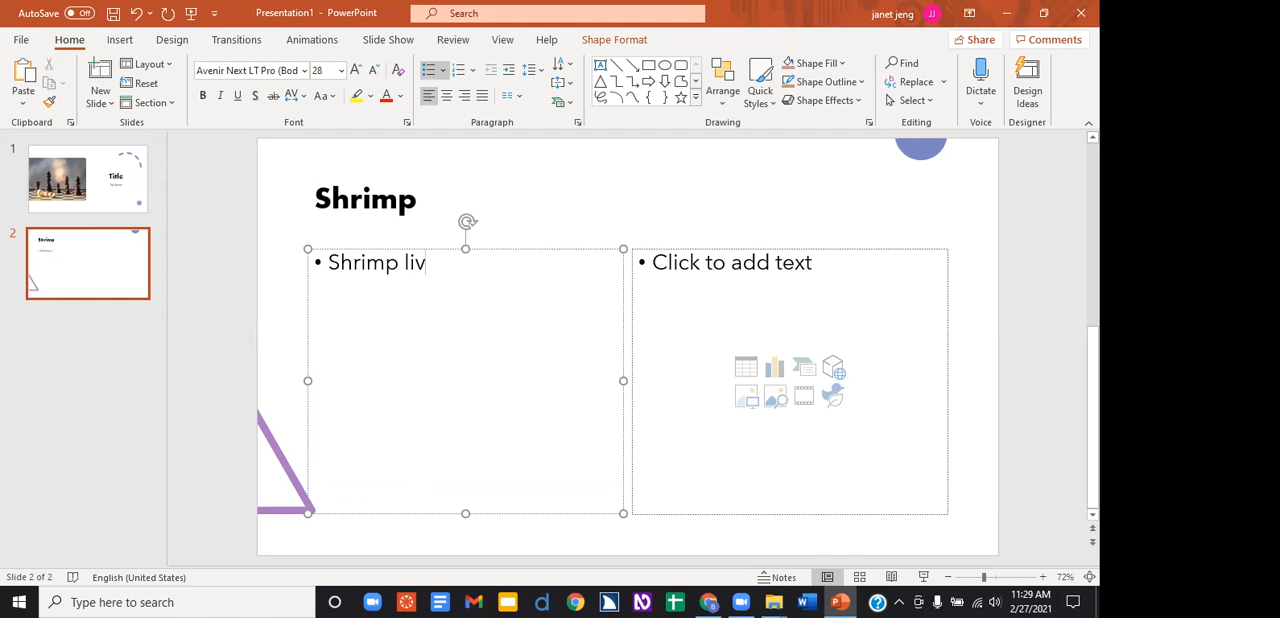 AutoSave Off Presentation1 - PowerPoint Search janet jeng JJ
File Home Insert Design Transitions Animations Slide Show Review View Help Shape Format Share Comments
Paste New Slide Layout Reset Section
Avenir Next LT Pro (Bod 28
B I U S ab AV Aa A
Arrange Quick Styles Shape Fill Shape Outline Shape Effects
Find Replace Select Dictate Design Ideas
Clipboard Slides Font Paragraph Drawing Editing Voice Designer
1
Title
2
Shrimp
Shrimp
• Shrimp liv
• Click to add text
Slide 2 of 2 English (United States) Notes 72%
Type here to search
11:29 AM
2/27/2021